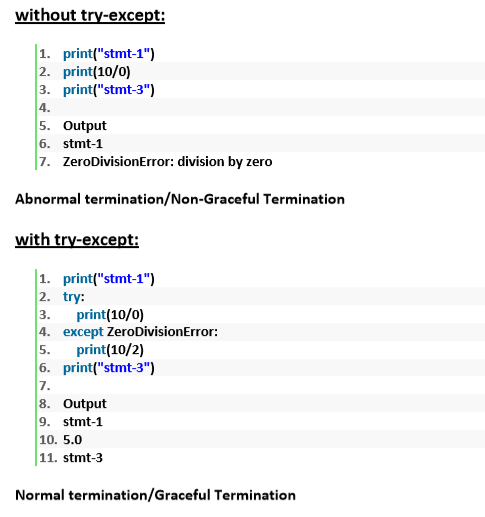 without try-except:
1. print("stmt-1")
2. print(10/0)
3. print("stmt-3")
4.
5. Output
6. stmt-1
7. ZeroDivisionError: division by zero
Abnormal termination/Non-Graceful Termination
with try-except:
1. print("stmt-1")
2. try:
3.     print(10/0)
4. except ZeroDivisionError:
5.     print(10/2)
6. print("stmt-3")
7.
8. Output
9. stmt-1
10. 5.0
11. stmt-3
Normal termination/Graceful Termination